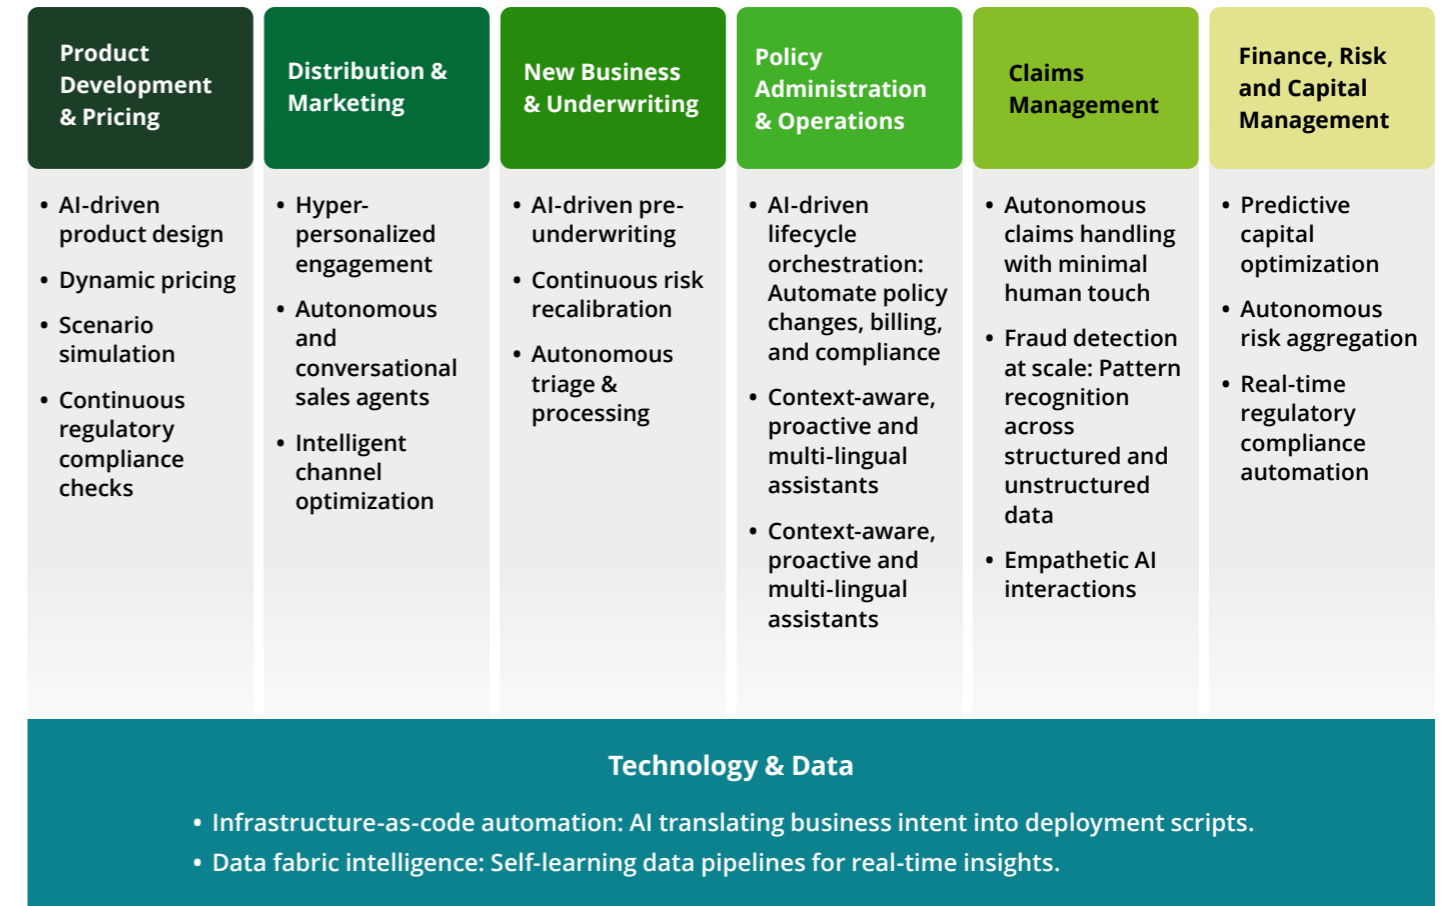 Product
Development
& Pricing
• AI-driven
product design
• Dynamic pricing
• Scenario
simulation
• Continuous
regulatory
compliance
checks
Distribution &
Marketing
• Hyper-
personalized
engagement
• Autonomous
and
conversational
sales agents
• Intelligent
channel
optimization
New Business
& Underwriting
• AI-driven pre-
underwriting
• Continuous risk
recalibration
• Autonomous
triage &
processing
Policy
Administration
& Operations
• AI-driven
lifecycle
orchestration:
Automate policy
changes, billing,
and compliance
• Context-aware,
proactive and
multi-lingual
assistants
• Context-aware,
proactive and
multi-lingual
assistants
Claims
Management
• Autonomous
claims handling
with minimal
human touch
• Fraud detection
at scale: Pattern
recognition
across
structured and
unstructured
data
• Empathetic AI
interactions
Finance, Risk
and Capital
Management
• Predictive
capital
optimization
• Autonomous
risk aggregation
• Real-time
regulatory
compliance
automation
Technology & Data
• Infrastructure-as-code automation: AI translating business intent into deployment scripts.
• Data fabric intelligence: Self-learning data pipelines for real-time insights.